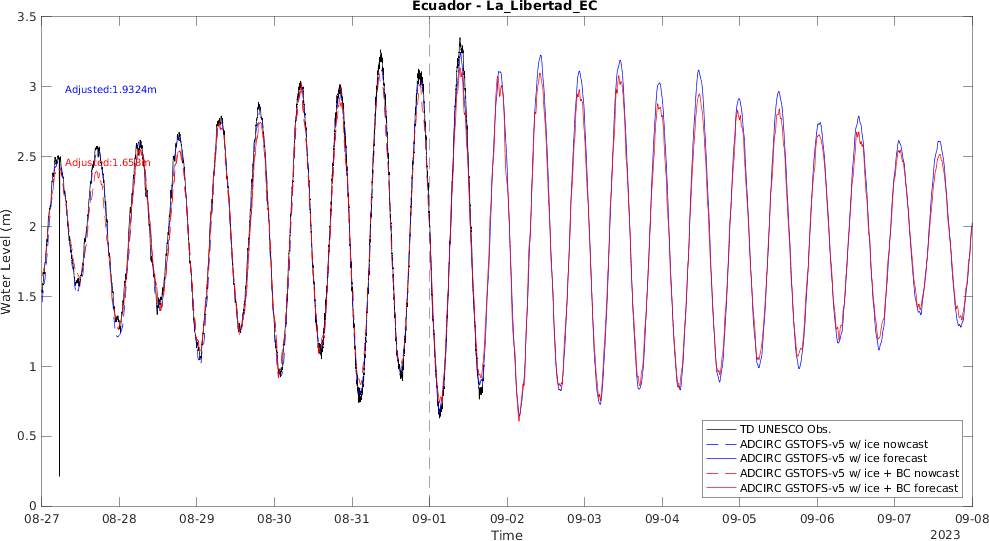 Ecuador - La_Libertad_EC
3.5
3
2.5
2
1.5
1
0.5
0
Water Level (m)
Adjusted:1.9324m
Adjusted:1.658m
TD UNESCO Obs.
ADCIRC GSTOFS-v5 w/ ice nowcast
ADCIRC GSTOFS-v5 w/ ice forecast
ADCIRC GSTOFS-v5 w/ ice + BC nowcast
ADCIRC GSTOFS-v5 w/ ice + BC forecast
08-27 08-28 08-29 08-30 08-31 09-01 09-02 09-03 09-04 09-05 09-06 09-07 09-08
Time
2023